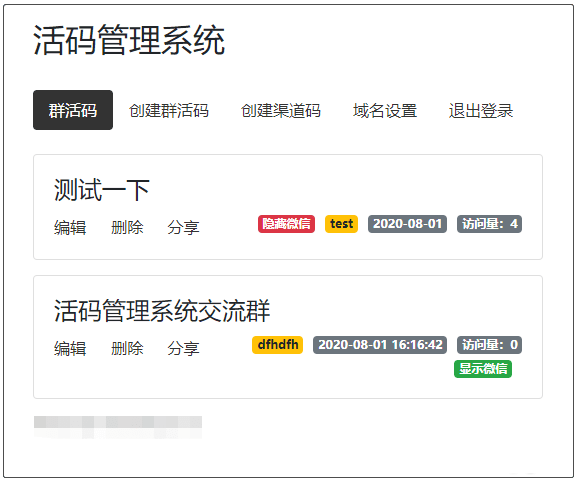 活码管理系统
群活码 创建群活码 创建渠道码 域名设置 退出登录
测试一下
编辑 删除 分享 隐藏微信 test 2020-08-01 访问量：4
活码管理系统交流群
编辑 删除 分享 dfhdfh 2020-08-01 16:16:42 访问量：0
显示微信